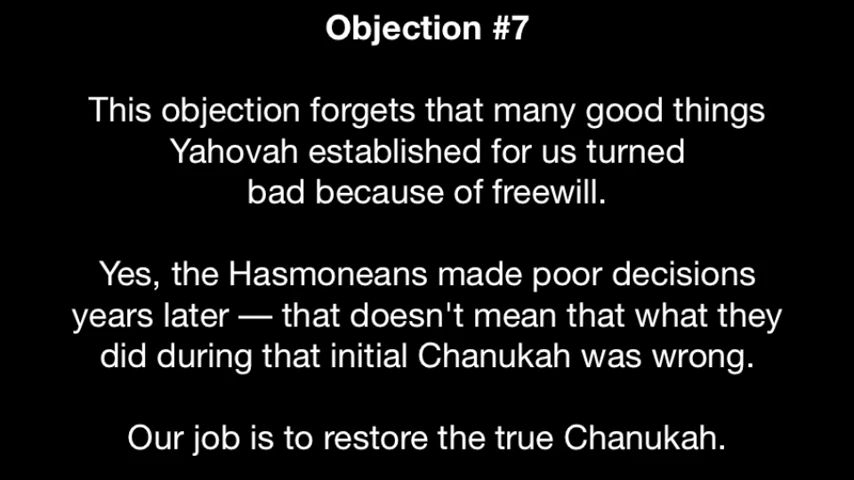 Objection #7
This objection forgets that many good things
Yahovah established for us turned
bad because of freewill.
Yes, the Hasmoneans made poor decisions
years later — that doesn't mean that what they
did during that initial Chanukah was wrong.
Our job is to restore the true Chanukah.